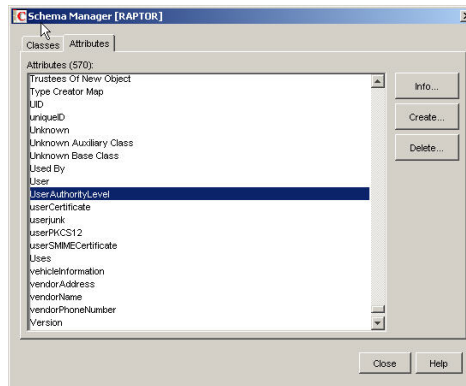 Schema Manager [RAPTOR]
Classes Attributes
Attributes (570):
Trustees Of New Object
Type Creator Map
UID
uniqueID
Unknown
Unknown Auxiliary Class
Unknown Base Class
Used By
User
UserAuthorityLevel
userCertificate
userjunk
userPKCS12
userSMIMECertificate
Uses
vehicleInformation
vendorAddress
vendorName
vendorPhoneNumber
Version
Info...
Create...
Delete...
Close Help